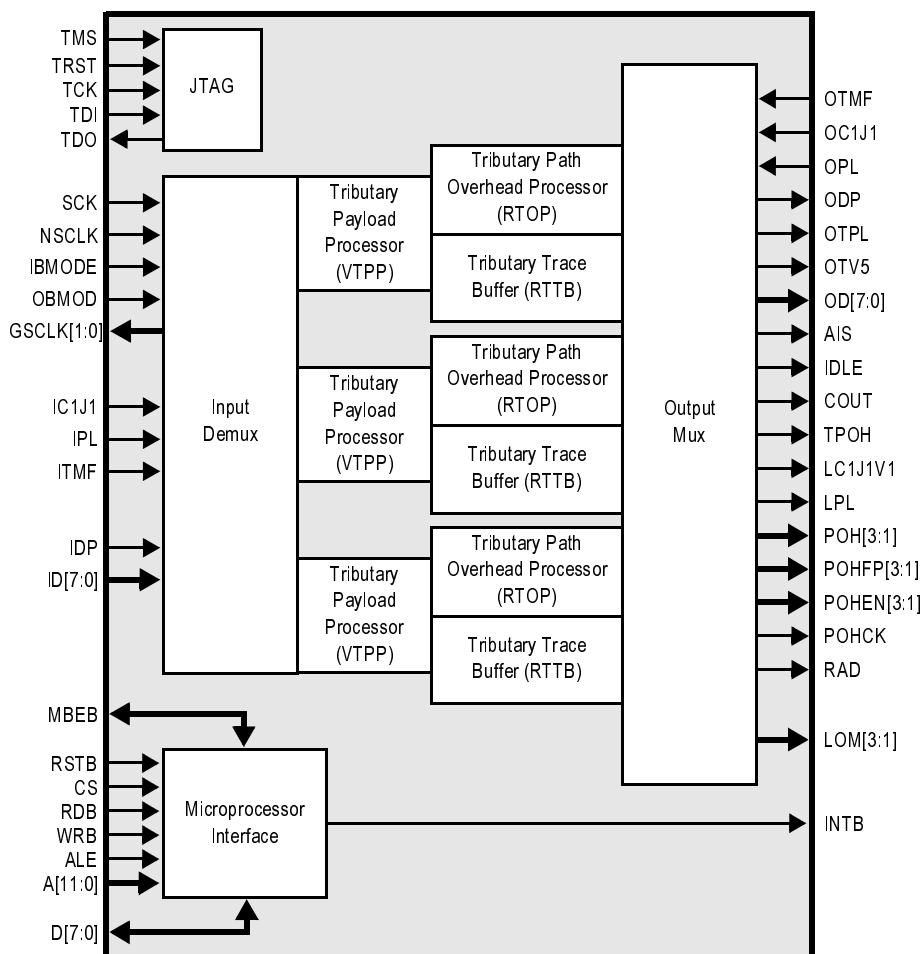 TMS
TRST
TCK
TDI
TDO
JTAG
SCK
NSCLK
IBMODE
OBMOD
GSCLK[1:0]
IC1J1
IPL
ITMF
IDP
ID[7:0]
Input
Demux
Tributary
Payload
Processor
(VTPP)
Tributary
Payload
Processor
(VTPP)
Tributary
Payload
Processor
(VTPP)
Tributary Path
Overhead Processor
(RTOP)
Tributary Trace
Buffer (RTTB)
Tributary Path
Overhead Processor
(RTOP)
Tributary Trace
Buffer (RTTB)
Tributary Path
Overhead Processor
(RTOP)
Tributary Trace
Buffer (RTTB)
Output
Mux
OTMF
OC1J1
OPL
ODP
OTPL
OTV5
OD[7:0]
AIS
IDLE
COUT
TPOH
LC1J1V1
LPL
POH[3:1]
POHFP[3:1]
POHEN[3:1]
POHCK
RAD
LOM[3:1]
INTB
MBEB
RSTB
CS
RDB
WRB
ALE
A[11:0]
D[7:0]
Microprocessor
Interface